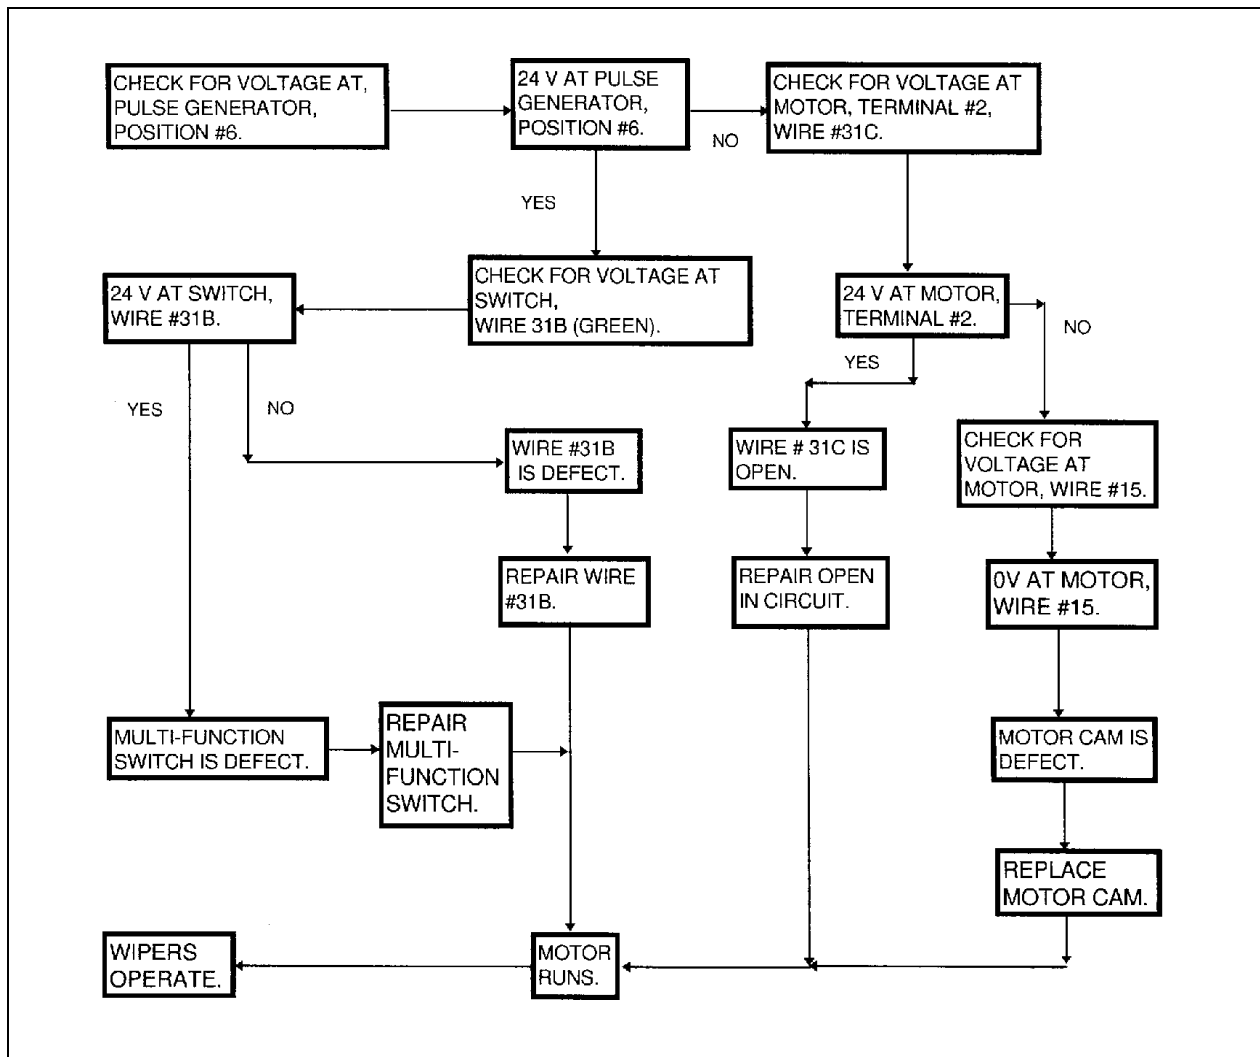 CHECK FOR VOLTAGE AT,
PULSE GENERATOR,
POSITION #6.
24 V AT PULSE
GENERATOR,
POSITION #6.
NO
CHECK FOR VOLTAGE AT
MOTOR, TERMINAL #2,
WIRE #31C.
YES
24 V AT SWITCH,
WIRE #31B.
CHECK FOR VOLTAGE AT
SWITCH,
WIRE 31B (GREEN).
24 V AT MOTOR,
TERMINAL #2.
NO
YES
YES
NO
WIRE #31B
IS DEFECT.
WIRE # 31C IS
OPEN.
CHECK FOR
VOLTAGE AT
MOTOR, WIRE #15.
REPAIR WIRE
#31B.
REPAIR OPEN
IN CIRCUIT.
0V AT MOTOR,
WIRE #15.
MULTI-FUNCTION
SWITCH IS DEFECT.
REPAIR
MULTI-
FUNCTION
SWITCH.
MOTOR CAM IS
DEFECT.
REPLACE
MOTOR CAM.
WIPERS
OPERATE.
MOTOR
RUNS.